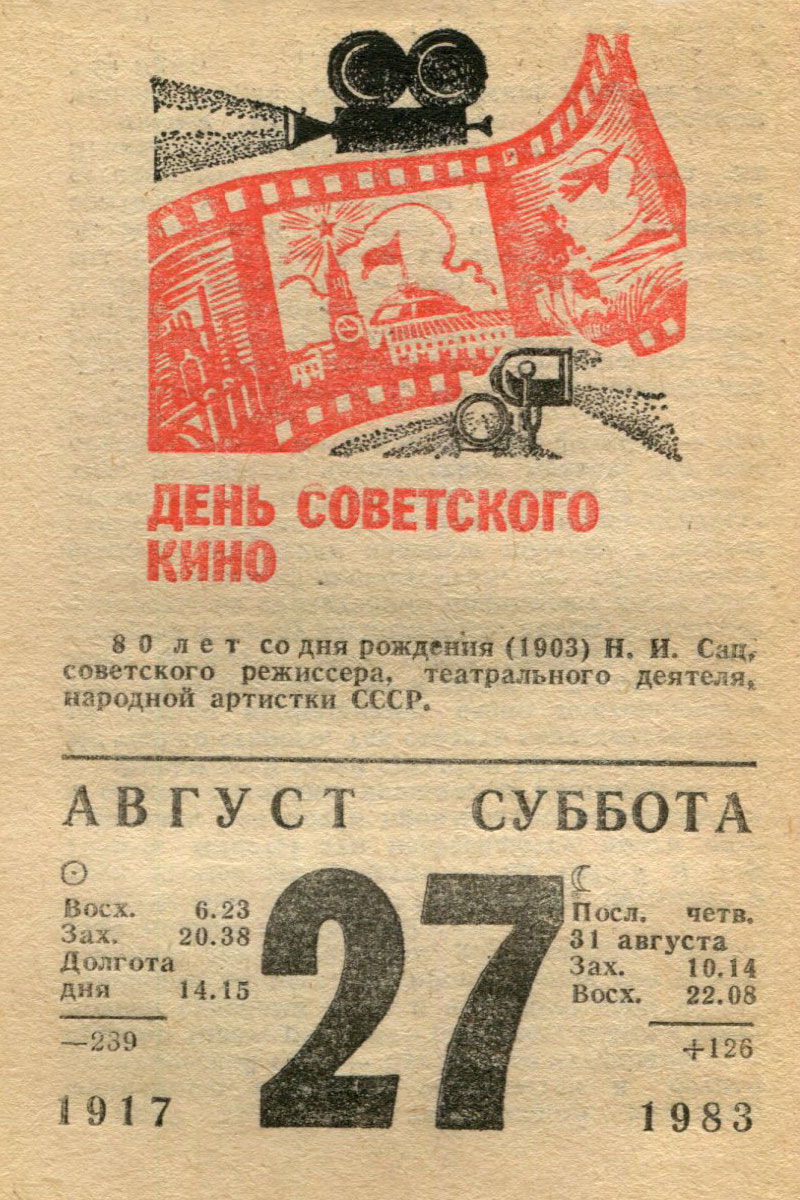 ДЕНЬ СОВЕТСКОГО
КИНО
80 лет со дня рождения (1903) Н. И. Сац,
советского режиссера, театрального деятеля,
народной артистки СССР.
АВГУСТ СУББОТА
27
Восх. 6.23
Зах. 20.38
Долгота
дня 14.15
—239
1917
Посл. четв.
31 августа
Зах. 10.14
Восх. 22.08
+126
1983